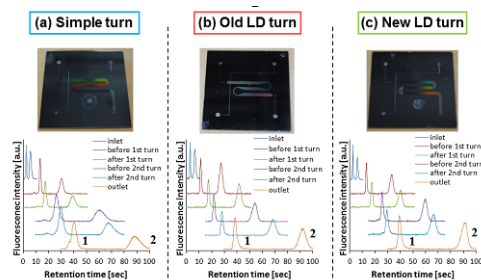 (a) Simple turn
(b) Old LD turn
(c) New LD turn
Fluorescence intensity [a.u.]
inlet
before 1st turn
after 1st turn
before 2nd turn
after 2nd turn
outlet
1
2
0 10 20 30 40 50 60 70 80 90 100
Retention time [sec]
Fluorescence intensity [a.u.]
inlet
before 1st turn
after 1st turn
before 2nd turn
after 2nd turn
outlet
1
2
0 10 20 30 40 50 60 70 80 90 100
Retention time [sec]
Fluorescence intensity [a.u.]
inlet
before 1st turn
after 1st turn
before 2nd turn
after 2nd turn
outlet
1
2
0 10 20 30 40 50 60 70 80 90 100
Retention time [sec]